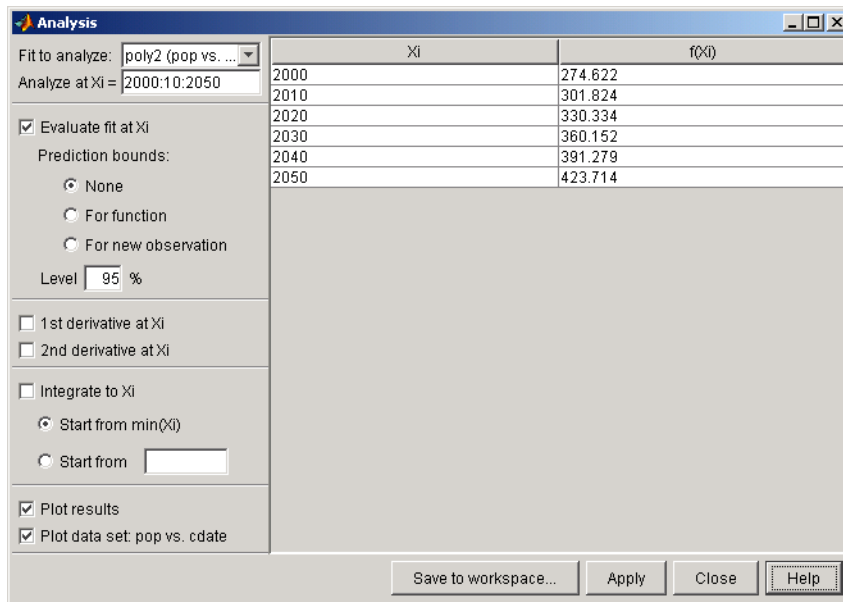 Analysis
Fit to analyze: poly2 (pop vs. ...
Analyze at Xi = 2000:10:2050
Evaluate fit at Xi
Prediction bounds:
None
For function
For new observation
Level 95 %
1st derivative at Xi
2nd derivative at Xi
Integrate to Xi
Start from min(Xi)
Start from
Plot results
Plot data set: pop vs. cdate
Xi f(Xi)
2000 274.622
2010 301.824
2020 330.334
2030 360.152
2040 391.279
2050 423.714
Save to workspace... Apply Close Help